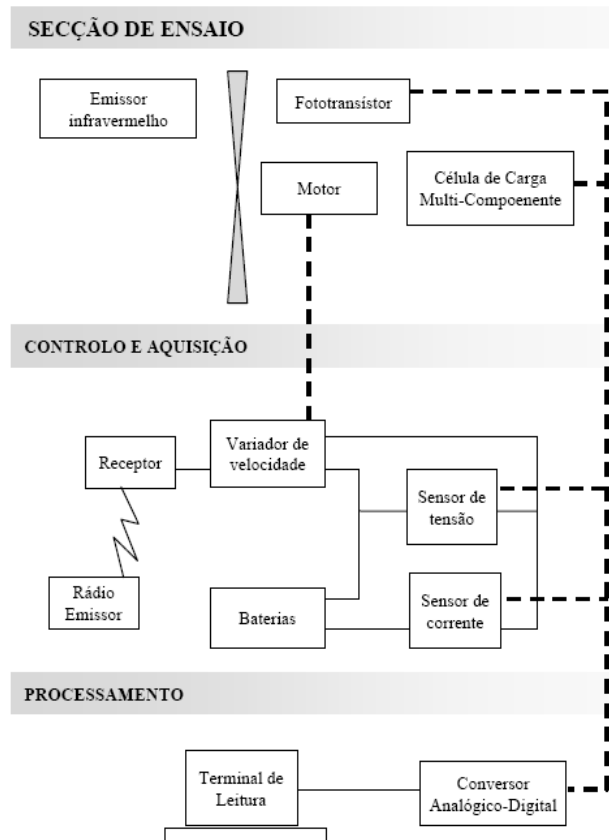 SECÇÃO DE ENSAIO
Emissor
infravermelho
Fototransístor
Motor
Célula de Carga
Multi-Compoenente
CONTROLO E AQUISIÇÃO
Receptor
Variador de
velocidade
Sensor de
tensão
Rádio
Emissor
Baterias
Sensor de
corrente
PROCESSAMENTO
Terminal de
Leitura
Conversor
Analógico-Digital